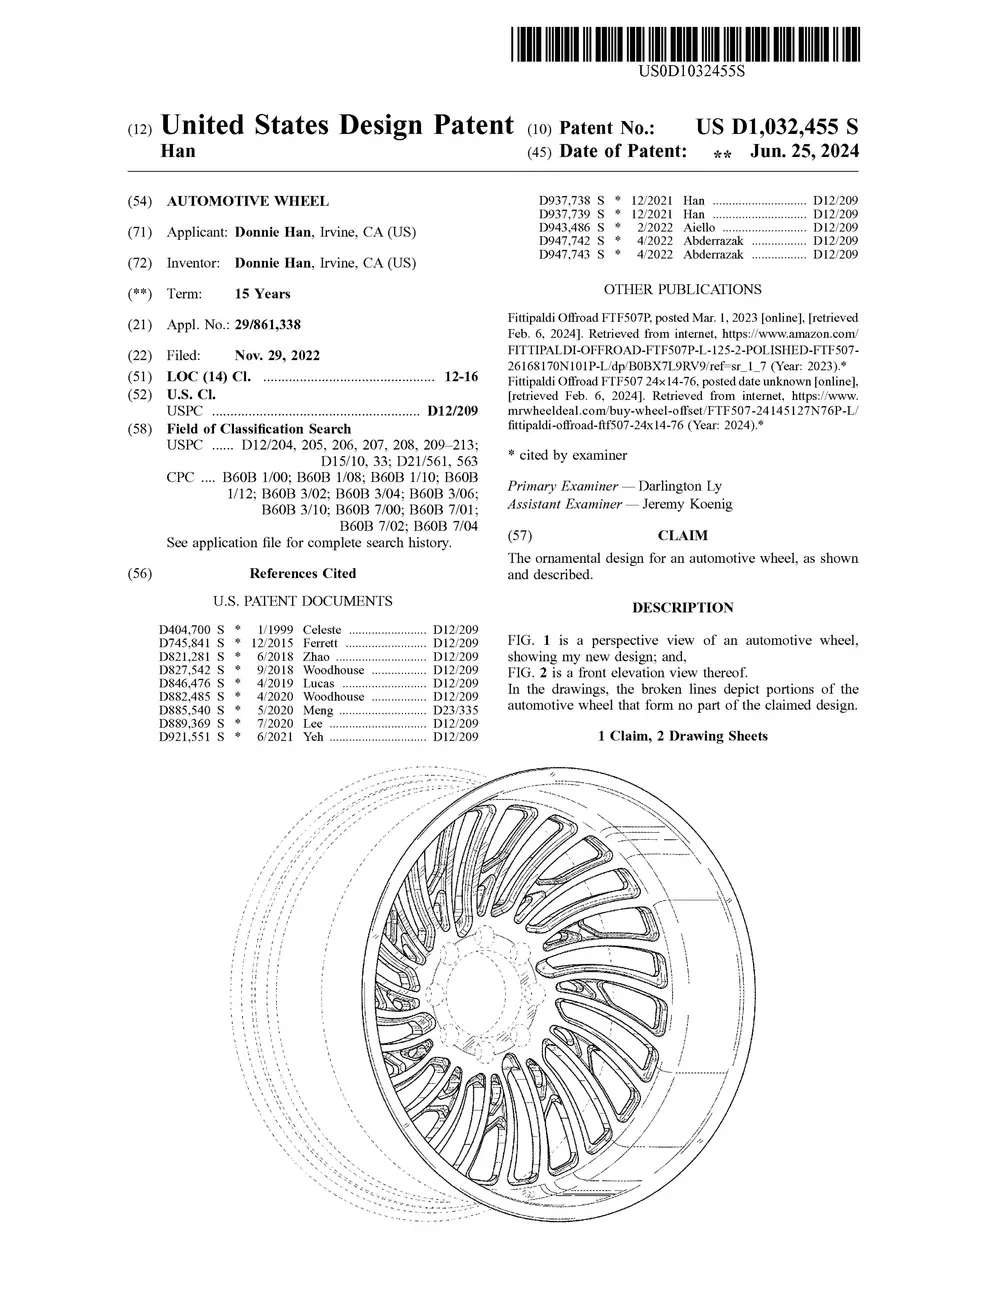 US0D1032455S
(12) United States Design Patent
Han
(10) Patent No.: US D1,032,455 S
(45) Date of Patent: ** Jun. 25, 2024
(54) AUTOMOTIVE WHEEL
(71) Applicant: Donnie Han, Irvine, CA (US)
(72) Inventor: Donnie Han, Irvine, CA (US)
(**) Term: 15 Years
(21) Appl. No.: 29/861,338
(22) Filed: Nov. 29, 2022
(51) LOC (14) Cl. .............................................. 12-16
(52) U.S. Cl.
USPC ........................................................ D12/209
(58) Field of Classification Search
USPC ...... D12/204, 205, 206, 207, 208, 209–213;
D15/10, 33; D21/561, 563
CPC .... B60B 1/00; B60B 1/08; B60B 1/10; B60B
1/12; B60B 3/02; B60B 3/04; B60B 3/06;
B60B 3/10; B60B 7/00; B60B 7/01;
B60B 7/02; B60B 7/04
See application file for complete search history.
(56) References Cited
U.S. PATENT DOCUMENTS
D404,700 S * 1/1999 Celeste ........................ D12/209
D745,841 S * 12/2015 Ferrett ......................... D12/209
D821,281 S * 6/2018 Zhao ............................ D12/209
D827,542 S * 9/2018 Woodhouse ................. D12/209
D846,476 S * 4/2019 Lucas .......................... D12/209
D882,485 S * 4/2020 Woodhouse ................. D12/209
D885,540 S * 5/2020 Meng ........................... D23/335
D889,369 S * 7/2020 Lee .............................. D12/209
D921,551 S * 6/2021 Yeh .............................. D12/209
D937,738 S * 12/2021 Han ............................. D12/209
D937,739 S * 12/2021 Han ............................. D12/209
D943,486 S * 2/2022 Aiello .......................... D12/209
D947,742 S * 4/2022 Abderrazak ................. D12/209
D947,743 S * 4/2022 Abderrazak ................. D12/209
OTHER PUBLICATIONS
Fittipaldi Offroad FTF507P, posted Mar. 1, 2023 [online], [retrieved
Feb. 6, 2024]. Retrieved from internet, https://www.amazon.com/
FITTIPALDI-OFFROAD-FTF507P-L-125-2-POLISHED-FTF507-
26168170N101P-L/dp/B0BX7L9RV9/ref=sr_1_7 (Year: 2023).*
Fittipaldi Offroad FTF507 24×14-76, posted date unknown [online],
[retrieved Feb. 6, 2024]. Retrieved from internet, https://www.
mrwheeldeal.com/buy-wheel-offset/FTF507-24145127N76P-L/
fittipaldi-offroad-ftf507-24x14-76 (Year: 2024).*
* cited by examiner
Primary Examiner — Darlington Ly
Assistant Examiner — Jeremy Koenig
(57) CLAIM
The ornamental design for an automotive wheel, as shown
and described.
DESCRIPTION
FIG. 1 is a perspective view of an automotive wheel,
showing my new design; and,
FIG. 2 is a front elevation view thereof.
In the drawings, the broken lines depict portions of the
automotive wheel that form no part of the claimed design.
1 Claim, 2 Drawing Sheets